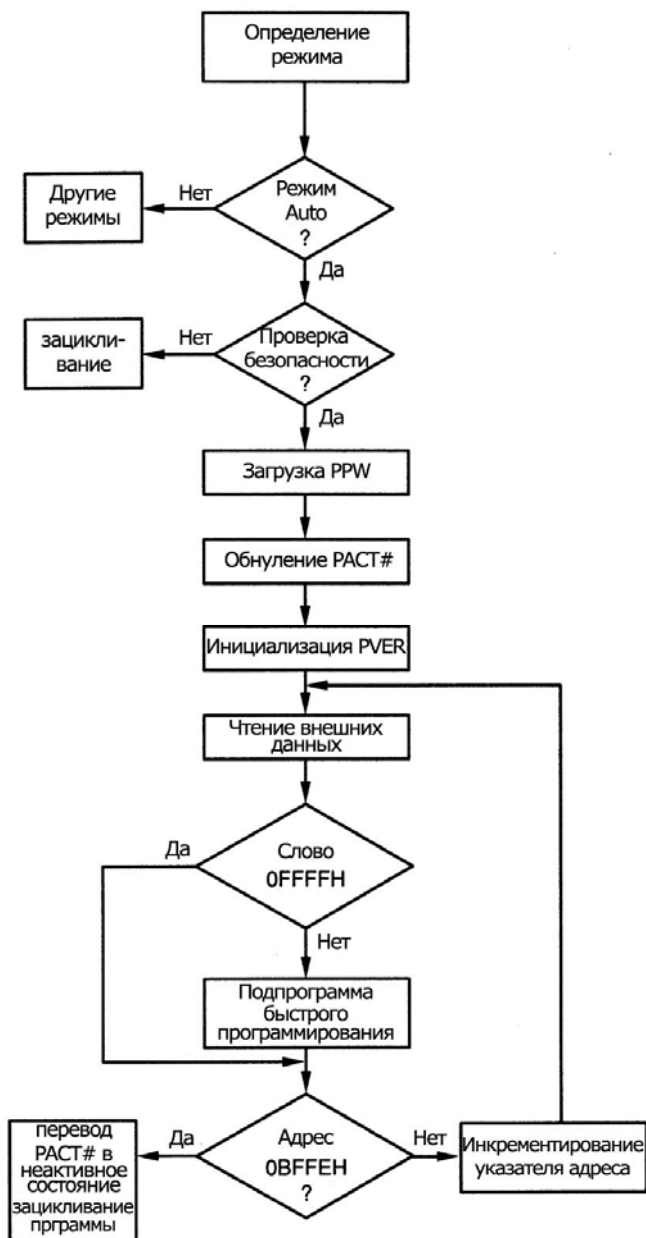 Определение
режима
Режим
Auto
?
Нет
Другие
режимы
Да
Проверка
безопасности
?
Нет
зацикли-
вание
Да
Загрузка PPW
Обнуление PACT#
Инициализация PVER
Чтение внешних
данных
Да
Слово
0FFFFH
Нет
Подпрограмма
быстрого
программирования
Адрес
0BFFEH
?
Да
перевод
PACT# в
неактивное
состояние
зацикливание
прграммы
Нет
Инкрементирование
указателя адреса